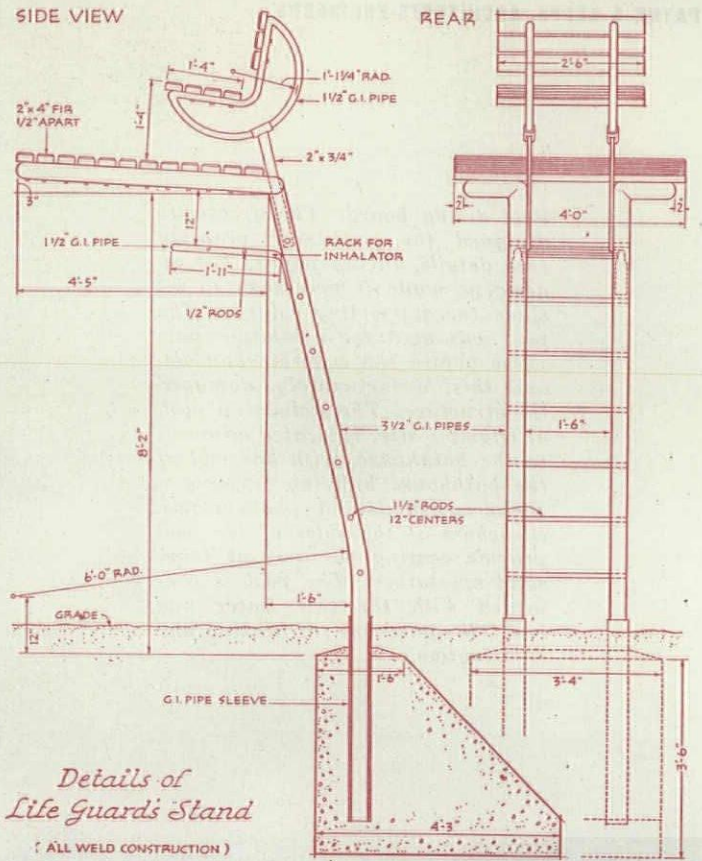 SIDE VIEW
REAR
1'-4"
2'-6"
1'-1 1/4" RAD.
1 1/2" G.I. PIPE
2" x 4" FIR
1/2" APART
1'-4"
2" x 3/4"
3"
2"
4'-0"
2"
12"
1 1/2" G.I. PIPE
RACK FOR
INHALATOR
1'-11"
4'-5"
1/2" RODS
8'-2"
3 1/2" G.I. PIPES
1'-6"
1 1/2" RODS
12" CENTERS
6'-0" RAD.
1'-6"
GRADE
12"
1'-6"
3'-4"
G.I. PIPE SLEEVE
3'-6"
Details of
Life Guard's Stand
4'-3"
( ALL WELD CONSTRUCTION )